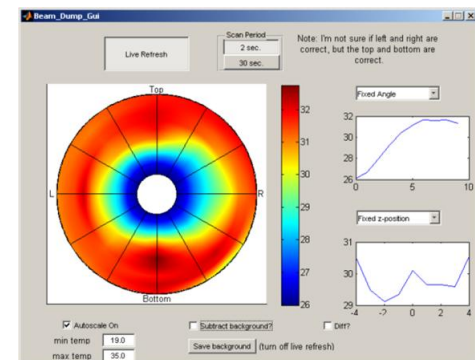 Beam_Dump_Gui
Live Refresh
Scan Period
2 sec.
30 sec.
Note: I'm not sure if left and right are
correct, but the top and bottom are
correct.
Top
L
R
Bottom
32
31
30
29
28
27
26
Fixed Angle
32
30
28
26
0
5
10
Fixed z-position
31
30
29
-4
-2
0
2
4
Autoscale On
Subtract background?
Diff?
min temp
19.0
Save background
(turn off live refresh)
max temp
35.0